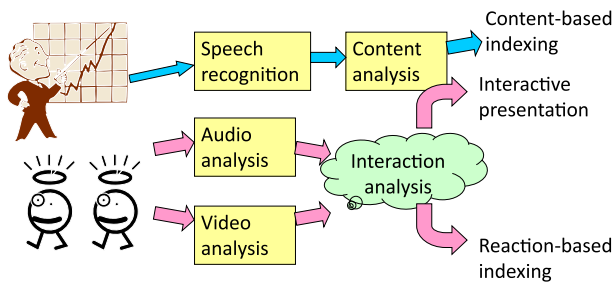 Speech
recognition
Content
analysis
Content-based
indexing
Interactive
presentation
Audio
analysis
Interaction
analysis
Video
analysis
Reaction-based
indexing